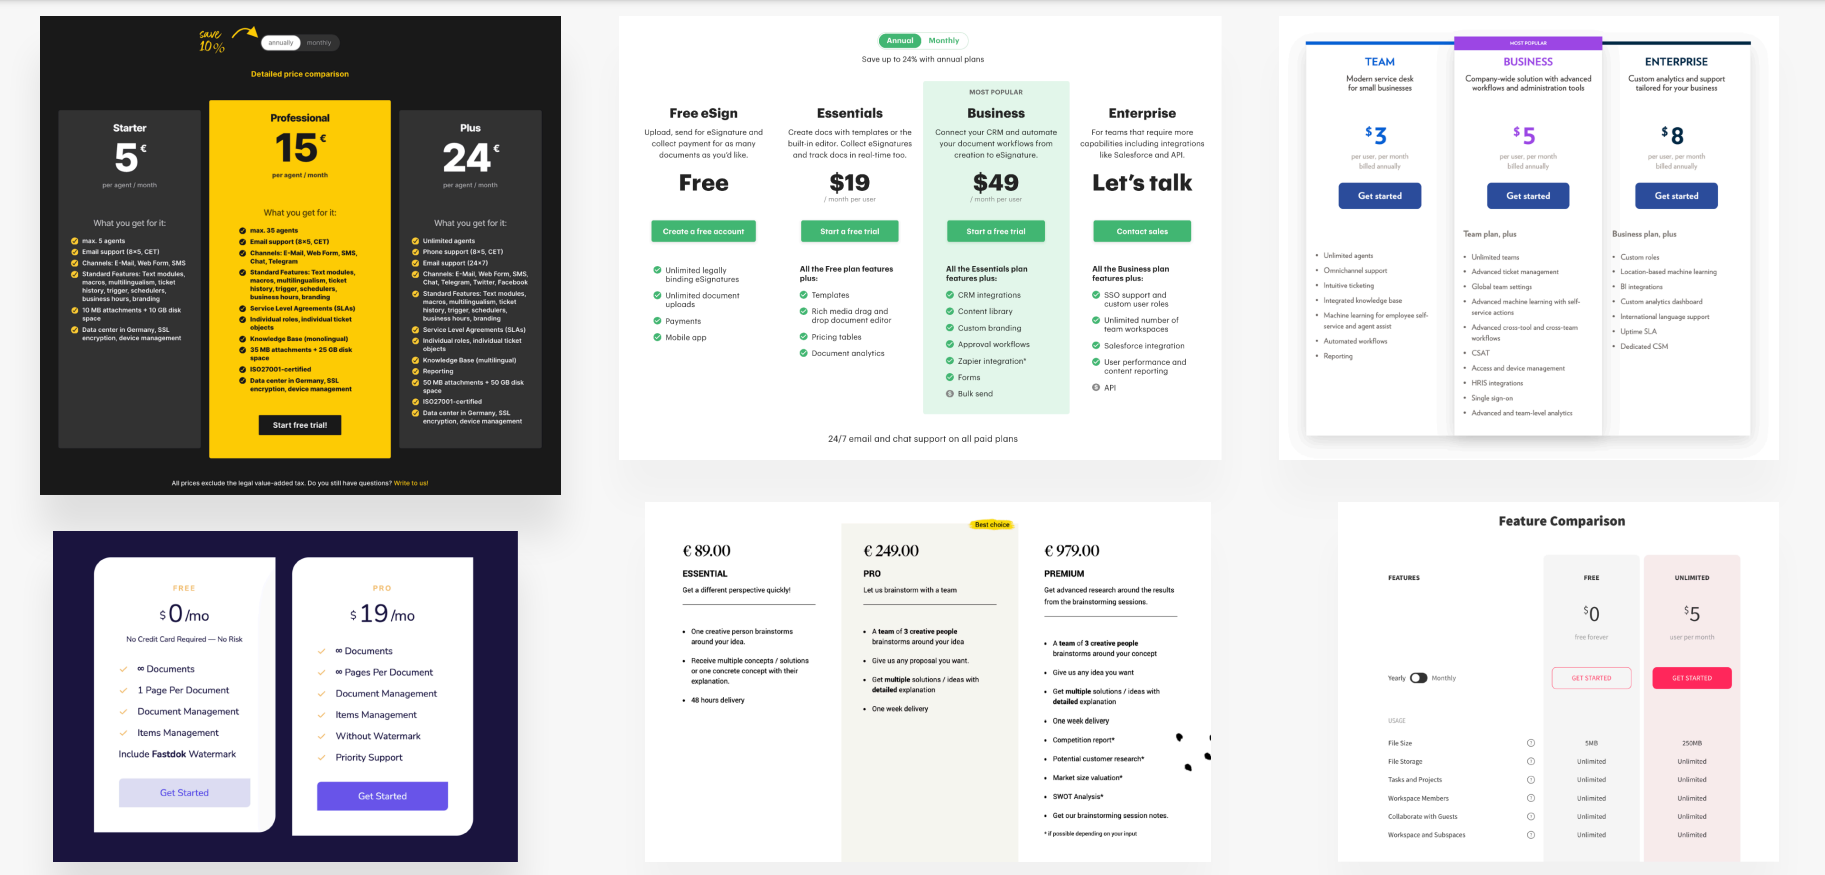 save
10%
annually
monthly
Detailed price comparison
Starter
5€
per agent / month
What you get for it:
max. 5 agents
Email support (8×5, CET)
Channels: E-Mail, Web Form, SMS
Standard Features: Text modules,
macros, multilingualism, ticket
history, trigger, schedulers,
business hours, branding
10 MB attachments + 10 GB disk
space
Data center in Germany, SSL
encryption, device management
Professional
15€
per agent / month
What you get for it:
max. 35 agents
Email support (8×5, CET)
Channels: E-Mail, Web Form, SMS,
Chat, Telegram
Standard Features: Text modules,
macros, multilingualism, ticket
history, trigger, schedulers,
business hours, branding
Service Level Agreements (SLAs)
Individual roles, individual ticket
objects
Knowledge Base (monolingual)
35 MB attachments + 25 GB disk
space
ISO27001-certified
Data center in Germany, SSL
encryption, device management
Start free trial!
Plus
24€
per agent / month
What you get for it:
Unlimited agents
Phone support (8×5, CET)
Email support (24×7)
Channels: E-Mail, Web Form, SMS,
Chat, Telegram, Twitter, Facebook
Standard Features: Text modules,
macros, multilingualism, ticket
history, trigger, schedulers,
business hours, branding
Service Level Agreements (SLAs)
Individual roles, individual ticket
objects
Knowledge Base (multilingual)
Reporting
50 MB attachments + 50 GB disk
space
ISO27001-certified
Data center in Germany, SSL
encryption, device management
All prices exclude the legal value-added tax. Do you still have questions? Write to us!
Annual
Monthly
Save up to 24% with annual plans
Free eSign
Upload, send for eSignature and
collect payment for as many
documents as you'd like.
Free
Create a free account
Unlimited legally
binding eSignatures
Unlimited document
uploads
Payments
Mobile app
Essentials
Create docs with templates or the
built-in editor. Collect eSignatures
and track docs in real-time too.
$19
/ month per user
Start a free trial
All the Free plan features
plus:
Templates
Rich media drag and
drop document editor
Pricing tables
Document analytics
MOST POPULAR
Business
Connect your CRM and automate
your document workflows from
creation to eSignature.
$49
/ month per user
Start a free trial
All the Essentials plan
features plus:
CRM integrations
Content library
Custom branding
Approval workflows
Zapier integration*
Forms
Bulk send
Enterprise
For teams that require more
capabilities including integrations
like Salesforce and API.
Let's talk
Contact sales
All the Business plan
features plus:
SSO support and
custom user roles
Unlimited number of
team workspaces
Salesforce integration
User performance and
content reporting
API
24/7 email and chat support on all paid plans
TEAM
Modern service desk
for small businesses
$3
per user, per month
billed annually
Get started
Unlimited agents
Omnichannel support
Intuitive ticketing
Integrated knowledge base
Machine learning for employee self-
service and agent assist
Automated workflows
Reporting
MOST POPULAR
BUSINESS
Company-wide solution with advanced
workflows and administration tools
$5
per user, per month
billed annually
Get started
Team plan, plus
Unlimited teams
Advanced ticket management
Global team settings
Advanced machine learning with self-
service actions
Advanced cross-tool and cross-team
workflows
CSAT
Access and device management
HRIS integrations
Single sign-on
Advanced and team-level analytics
ENTERPRISE
Custom analytics and support
tailored for your business
$8
per user, per month
billed annually
Get started
Business plan, plus
Custom roles
Location-based machine learning
BI integrations
Custom analytics dashboard
International language support
Uptime SLA
Dedicated CSM
FREE
$0/mo
No Credit Card Required — No Risk
∞ Documents
1 Page Per Document
Document Management
Items Management
Include Fastdok Watermark
Get Started
PRO
$19/mo
∞ Documents
∞ Pages Per Document
Document Management
Items Management
Without Watermark
Priority Support
Get Started
€ 89.00
ESSENTIAL
Get a different perspective quickly!
One creative person brainstorms
around your idea.
Receive multiple concepts / solutions
or one concrete concept with their
explanation.
48 hours delivery
Best choice
€ 249.00
PRO
Let us brainstorm with a team
A team of 3 creative people
brainstorms around your idea
Give us any proposal you want.
Get multiple solutions / ideas with
detailed explanation
One week delivery
€ 979.00
PREMIUM
Get advanced research around the results
from the brainstorming sessions.
A team of 3 creative people
brainstorms around your concept
Give us any idea you want
Get multiple solutions / ideas with
detailed explanation
One week delivery
Competition report*
Potential customer research*
Market size valuation*
SWOT Analysis*
Get our brainstorming session notes.
* if possible depending on your input
Feature Comparison
FEATURES
FREE
UNLIMITED
$0
$5
free forever
user per month
Yearly
Monthly
GET STARTED
GET STARTED
USAGE
File Size
5MB
250MB
File Storage
Unlimited
Unlimited
Tasks and Projects
Unlimited
Unlimited
Workspace Members
Unlimited
Unlimited
Collaborate with Guests
Unlimited
Unlimited
Workspace and Subspaces
Unlimited
Unlimited